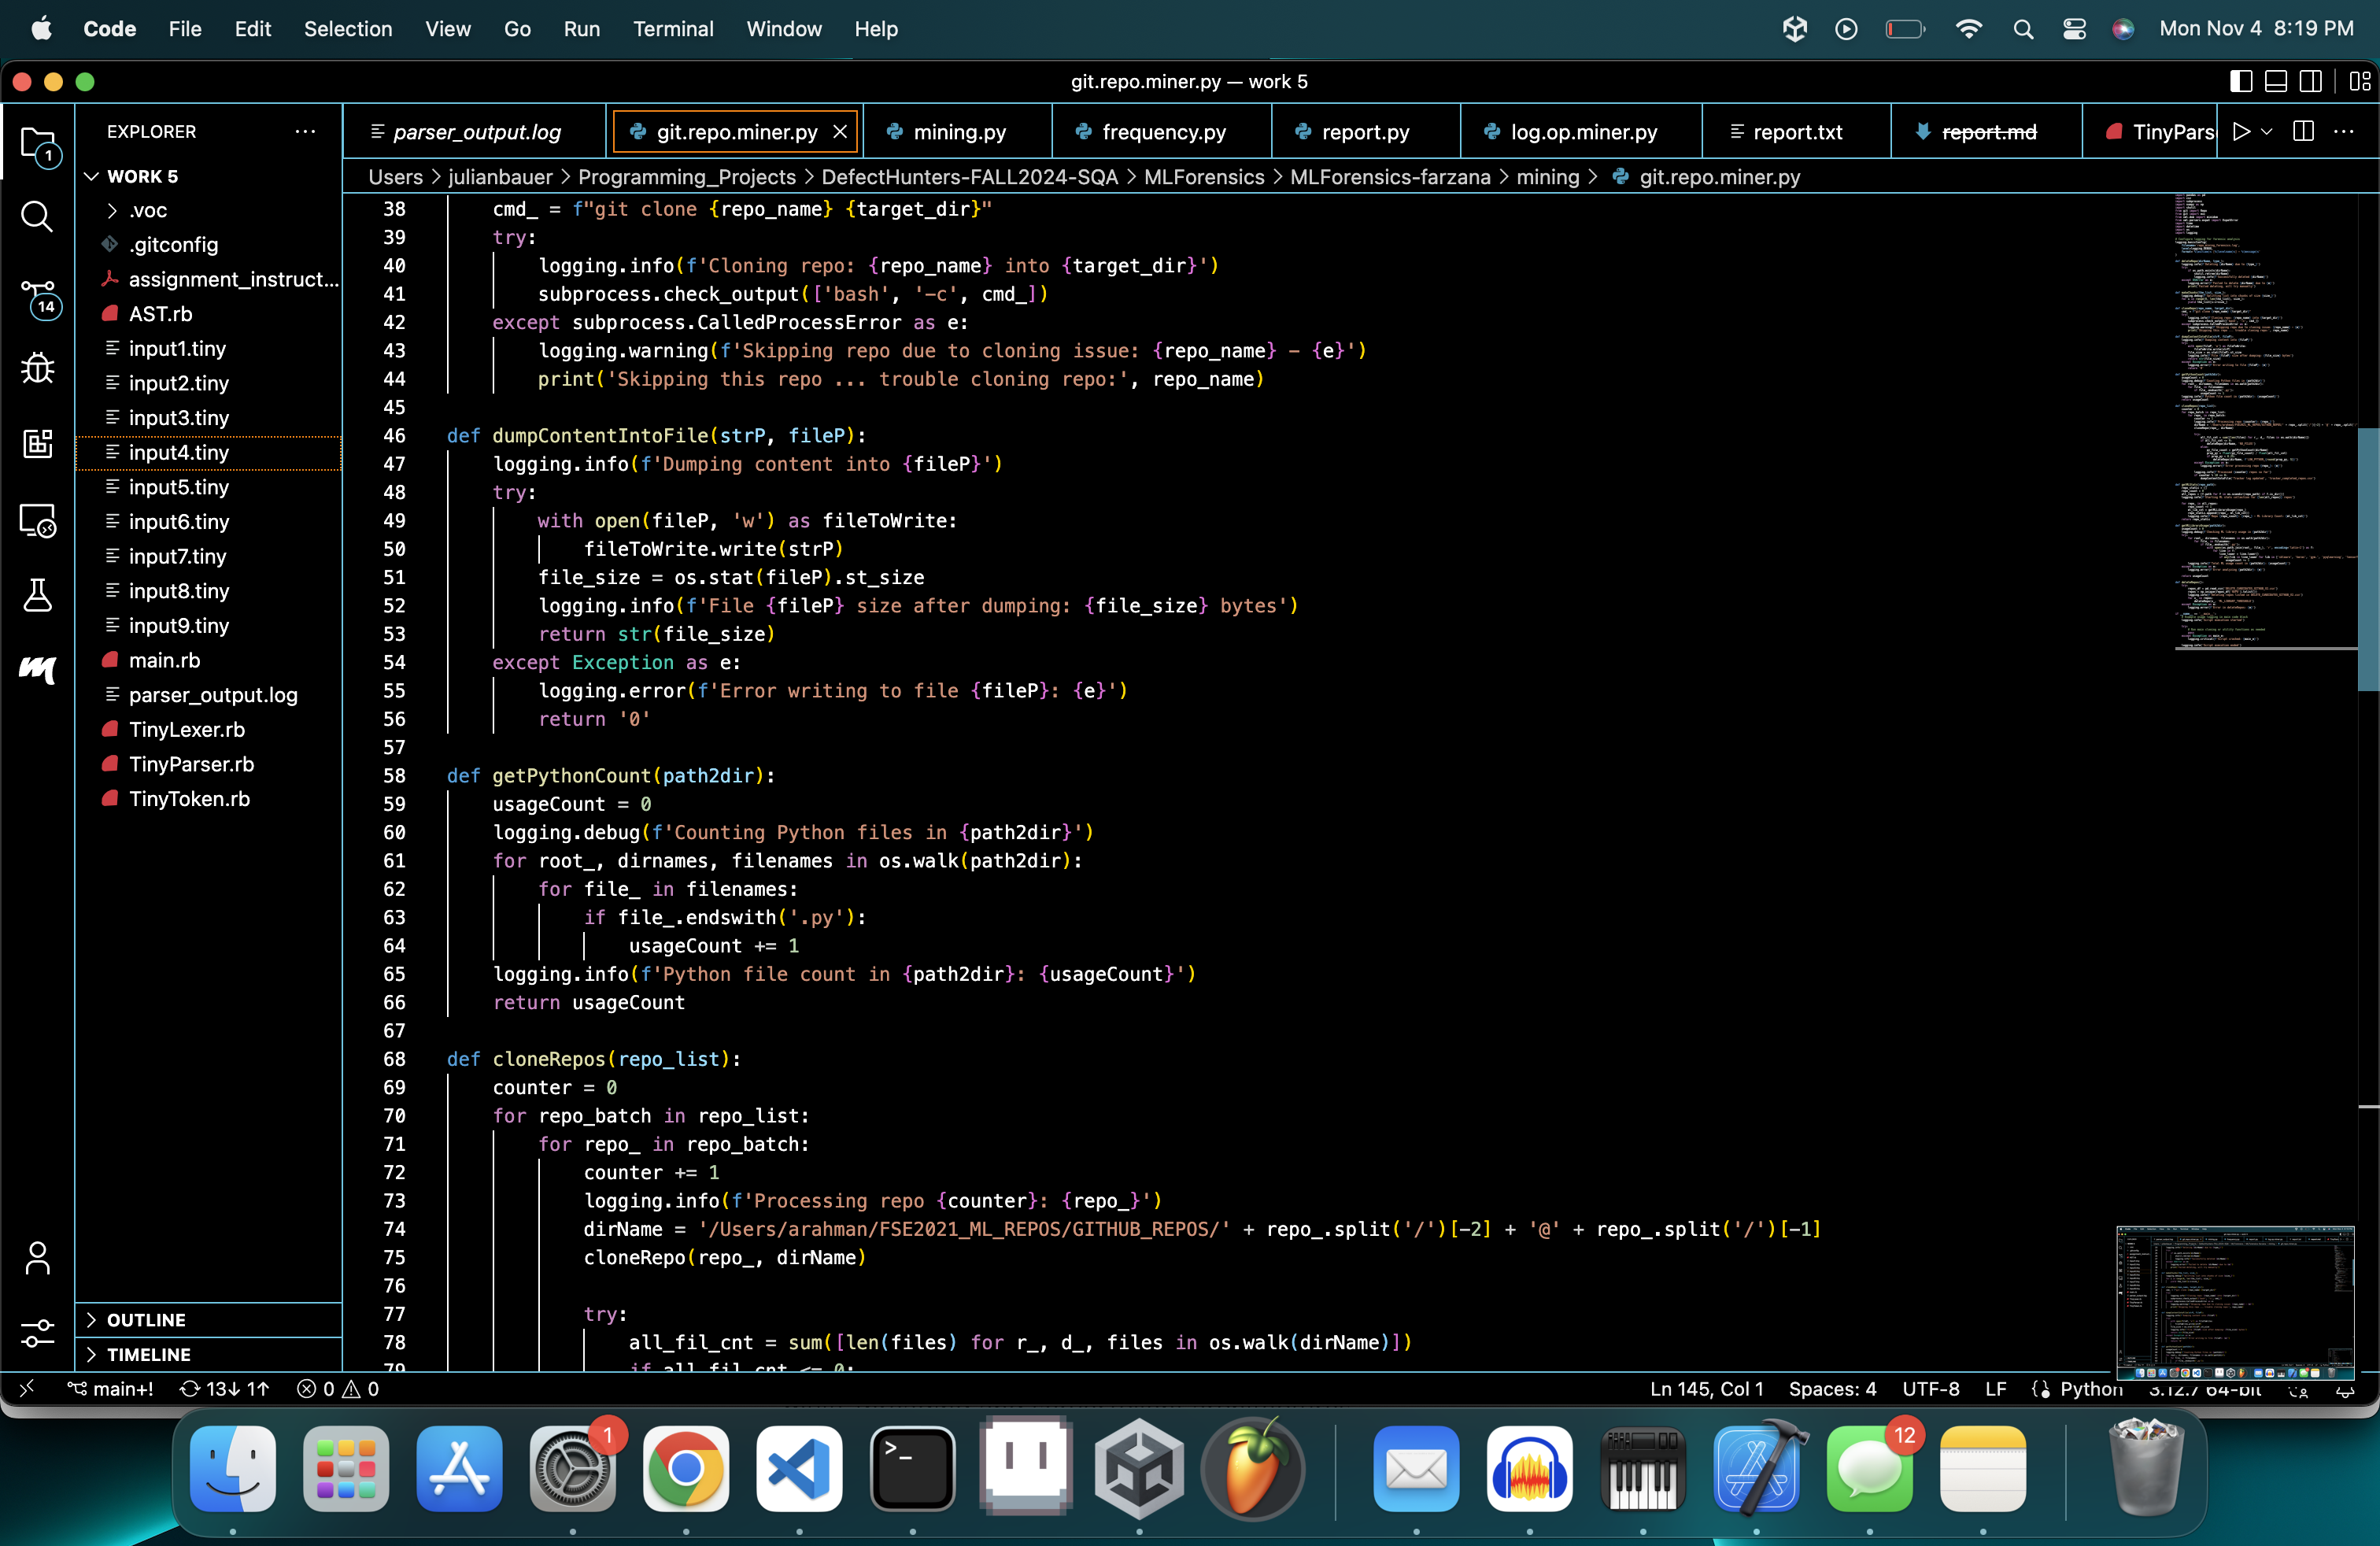 Code File Edit Selection View Go Run Terminal Window Help Mon Nov 4 8:19 PM
git.repo.miner.py — work 5
EXPLORER ...
parser_output.log git.repo.miner.py mining.py frequency.py report.py log.op.miner.py report.txt report.md TinyPars
Users > julianbauer > Programming_Projects > DefectHunters-FALL2024-SQA > MLForensics > MLForensics-farzana > mining > git.repo.miner.py
1
14
WORK 5
.voc
.gitconfig
assignment_instruct...
AST.rb
input1.tiny
input2.tiny
input3.tiny
input4.tiny
input5.tiny
input6.tiny
input7.tiny
input8.tiny
input9.tiny
main.rb
parser_output.log
TinyLexer.rb
TinyParser.rb
TinyToken.rb
OUTLINE
TIMELINE
38 cmd_ = f"git clone {repo_name} {target_dir}"
39 try:
40 logging.info(f'Cloning repo: {repo_name} into {target_dir}')
41 subprocess.check_output(['bash', '-c', cmd_])
42 except subprocess.CalledProcessError as e:
43 logging.warning(f'Skipping repo due to cloning issue: {repo_name} - {e}')
44 print('Skipping this repo ... trouble cloning repo:', repo_name)
45
46 def dumpContentIntoFile(strP, fileP):
47 logging.info(f'Dumping content into {fileP}')
48 try:
49 with open(fileP, 'w') as fileToWrite:
50 fileToWrite.write(strP)
51 file_size = os.stat(fileP).st_size
52 logging.info(f'File {fileP} size after dumping: {file_size} bytes')
53 return str(file_size)
54 except Exception as e:
55 logging.error(f'Error writing to file {fileP}: {e}')
56 return '0'
57
58 def getPythonCount(path2dir):
59 usageCount = 0
60 logging.debug(f'Counting Python files in {path2dir}')
61 for root_, dirnames, filenames in os.walk(path2dir):
62 for file_ in filenames:
63 if file_.endswith('.py'):
64 usageCount += 1
65 logging.info(f'Python file count in {path2dir}: {usageCount}')
66 return usageCount
67
68 def cloneRepos(repo_list):
69 counter = 0
70 for repo_batch in repo_list:
71 for repo_ in repo_batch:
72 counter += 1
73 logging.info(f'Processing repo {counter}: {repo_}')
74 dirName = '/Users/arahman/FSE2021_ML_REPOS/GITHUB_REPOS/' + repo_.split('/')[-2] + '@' + repo_.split('/')[-1]
75 cloneRepo(repo_, dirName)
76
77 try:
78 all_fil_cnt = sum([len(files) for r_, d_, files in os.walk(dirName)])
79 if all_fil_cnt <= 0:
main+! 13↓ 1↑ 0 0 Ln 145, Col 1 Spaces: 4 UTF-8 LF Python 3.12.7 64-bit
1
12